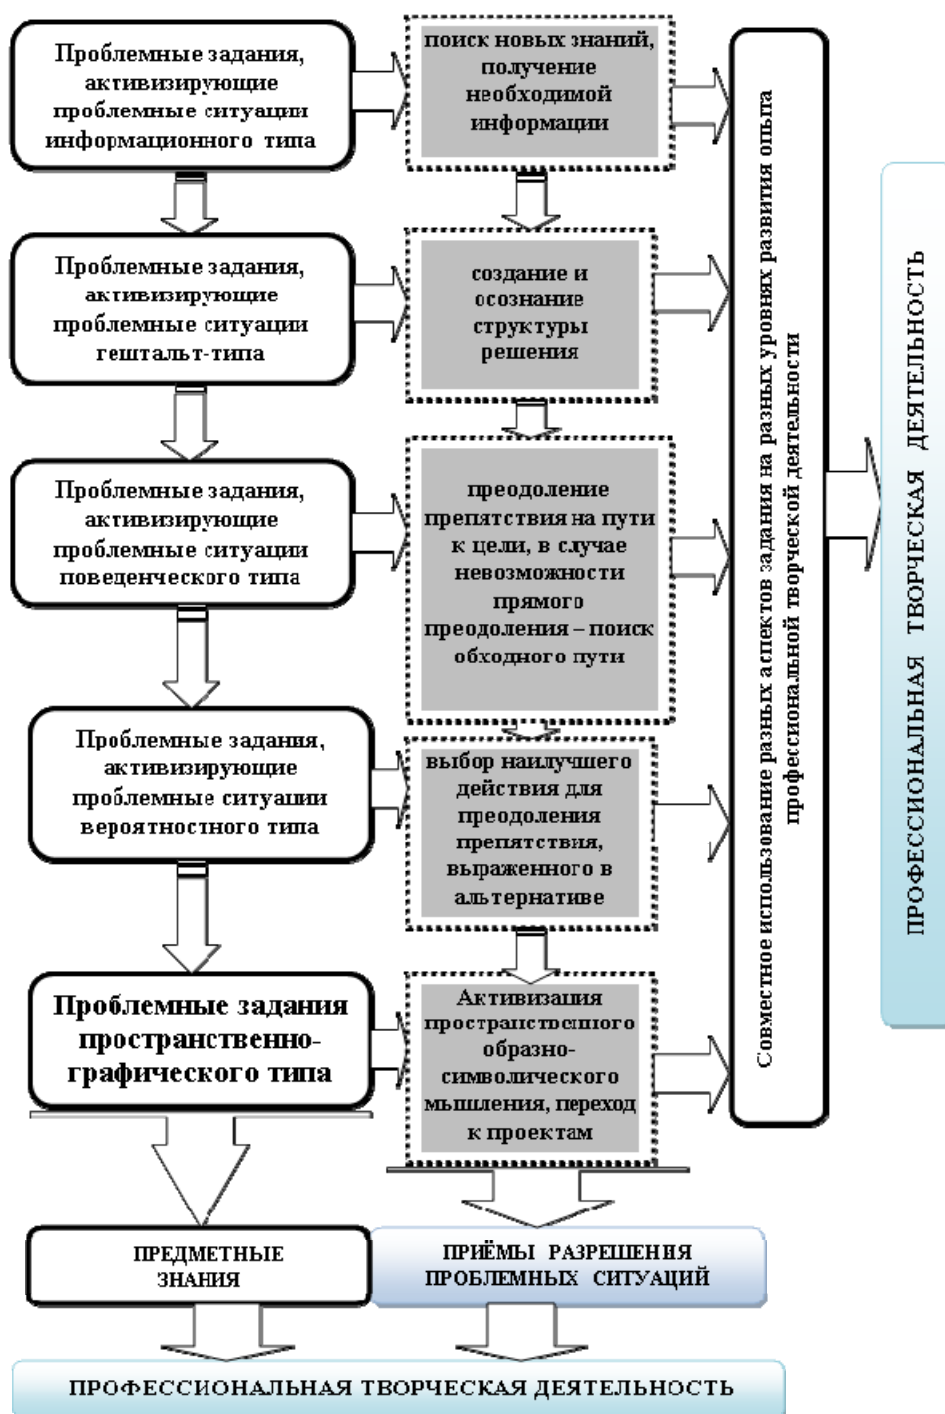 Проблемные задания,
активизирующие
проблемные ситуации
информационного типа
поиск новых знаний,
получение
необходимой
информации
Проблемные задания,
активизирующие
проблемные ситуации
гештальт-типа
создание и
осознание
структуры
решения
Проблемные задания,
активизирующие
проблемные ситуации
поведенческого типа
преодоление
препятствия на пути
к цели, в случае
невозможности
прямого
преодоления – поиск
обходного пути
Проблемные задания,
активизирующие
проблемные ситуации
вероятностного типа
выбор наилучшего
действия для
преодоления
препятствия,
выраженного в
альтернативе
Проблемные задания
пространственно-
графического типа
Активизация
пространственного
образно-
символического
мышления, переход
к проектам
Совместное использование разных аспектов задания на разных уровнях развития опыта
профессиональной творческой деятельности
ПРОФЕССИОНАЛЬНАЯ ТВОРЧЕСКАЯ ДЕЯТЕЛЬНОСТЬ
ПРЕДМЕТНЫЕ
ЗНАНИЯ
ПРИЁМЫ РАЗРЕШЕНИЯ
ПРОБЛЕМНЫХ СИТУАЦИЙ
ПРОФЕССИОНАЛЬНАЯ ТВОРЧЕСКАЯ ДЕЯТЕЛЬНОСТЬ